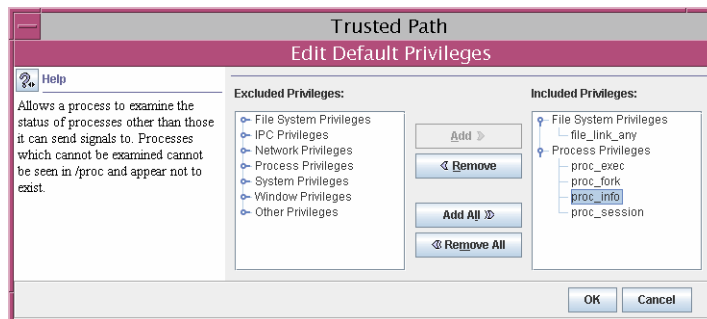 Trusted Path
Edit Default Privileges
Help
Allows a process to examine the
status of processes other than those
it can send signals to. Processes
which cannot be examined cannot
be seen in /proc and appear not to
exist.
Excluded Privileges:
File System Privileges
IPC Privileges
Network Privileges
Process Privileges
System Privileges
Window Privileges
Other Privileges
Add
Remove
Add All
Remove All
Included Privileges:
File System Privileges
file_link_any
Process Privileges
proc_exec
proc_fork
proc_info
proc_session
OK
Cancel